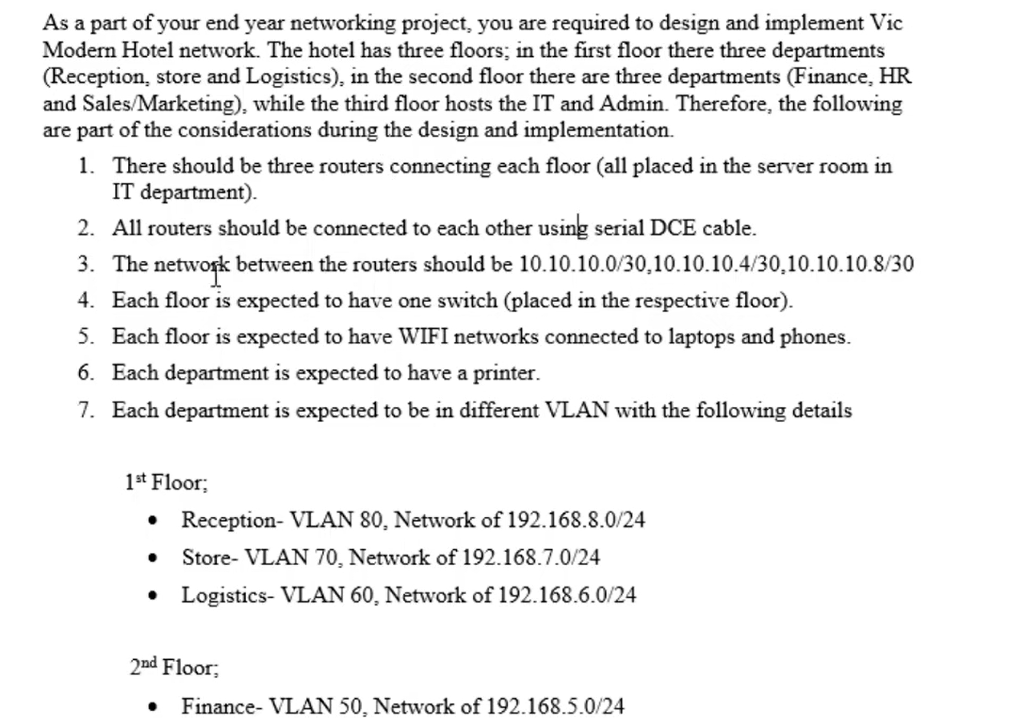 As a part of your end year networking project, you are required to design and implement Vic
Modern Hotel network. The hotel has three floors; in the first floor there three departments
(Reception, store and Logistics), in the second floor there are three departments (Finance, HR
and Sales/Marketing), while the third floor hosts the IT and Admin. Therefore, the following
are part of the considerations during the design and implementation.
1. There should be three routers connecting each floor (all placed in the server room in
IT department).
2. All routers should be connected to each other using serial DCE cable.
3. The network between the routers should be 10.10.10.0/30,10.10.10.4/30,10.10.10.8/30
4. Each floor is expected to have one switch (placed in the respective floor).
5. Each floor is expected to have WIFI networks connected to laptops and phones.
6. Each department is expected to have a printer.
7. Each department is expected to be in different VLAN with the following details
1st Floor;
• Reception- VLAN 80, Network of 192.168.8.0/24
• Store- VLAN 70, Network of 192.168.7.0/24
• Logistics- VLAN 60, Network of 192.168.6.0/24
2nd Floor;
• Finance- VLAN 50, Network of 192.168.5.0/24